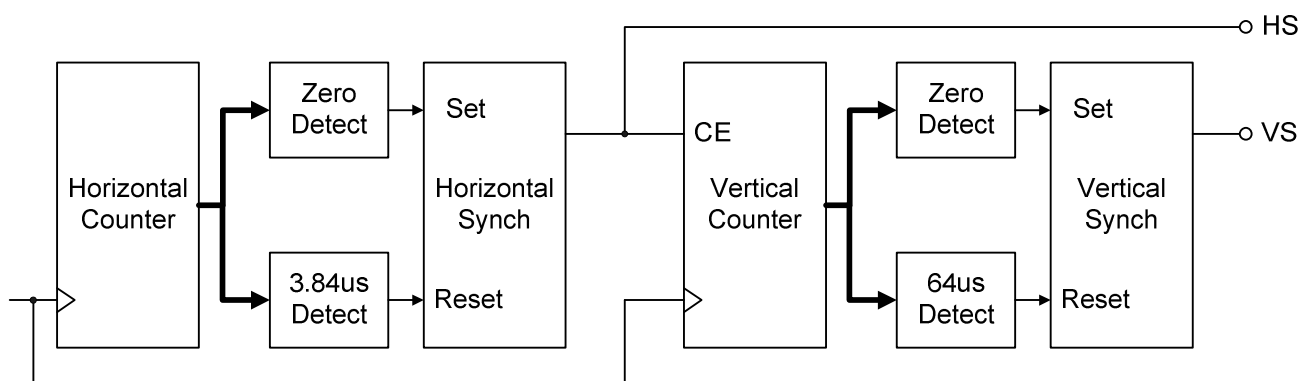 HS
Horizontal
Counter
Zero
Detect
3.84us
Detect
Set
Horizontal
Synch
Reset
CE
Vertical
Counter
Zero
Detect
64us
Detect
Set
Vertical
Synch
Reset
VS